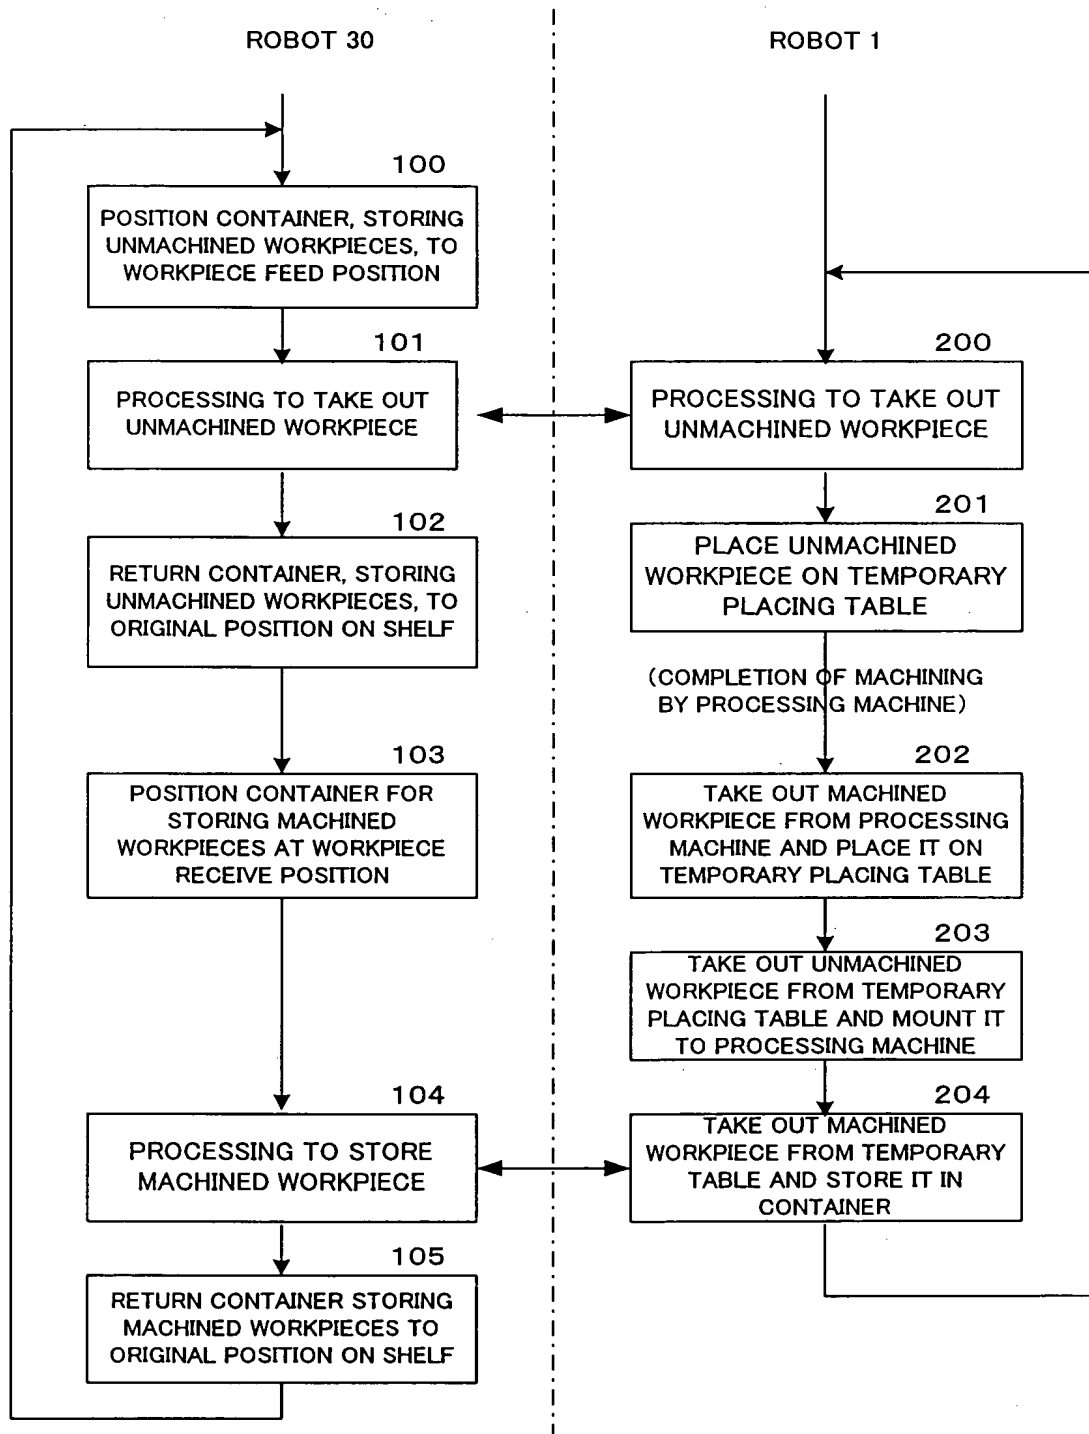 ROBOT 30
100
POSITION CONTAINER, STORING
UNMACHINED WORKPIECES, TO
WORKPIECE FEED POSITION
101
PROCESSING TO TAKE OUT
UNMACHINED WORKPIECE
102
RETURN CONTAINER, STORING
UNMACHINED WORKPIECES, TO
ORIGINAL POSITION ON SHELF
103
POSITION CONTAINER FOR
STORING MACHINED
WORKPIECES AT WORKPIECE
RECEIVE POSITION
104
PROCESSING TO STORE
MACHINED WORKPIECE
105
RETURN CONTAINER STORING
MACHINED WORKPIECES TO
ORIGINAL POSITION ON SHELF
ROBOT 1
200
PROCESSING TO TAKE OUT
UNMACHINED WORKPIECE
201
PLACE UNMACHINED
WORKPIECE ON TEMPORARY
PLACING TABLE
(COMPLETION OF MACHINING
BY PROCESSING MACHINE)
202
TAKE OUT MACHINED
WORKPIECE FROM PROCESSING
MACHINE AND PLACE IT ON
TEMPORARY PLACING TABLE
203
TAKE OUT UNMACHINED
WORKPIECE FROM TEMPORARY
PLACING TABLE AND MOUNT IT
TO PROCESSING MACHINE
204
TAKE OUT MACHINED
WORKPIECE FROM TEMPORARY
TABLE AND STORE IT IN
CONTAINER